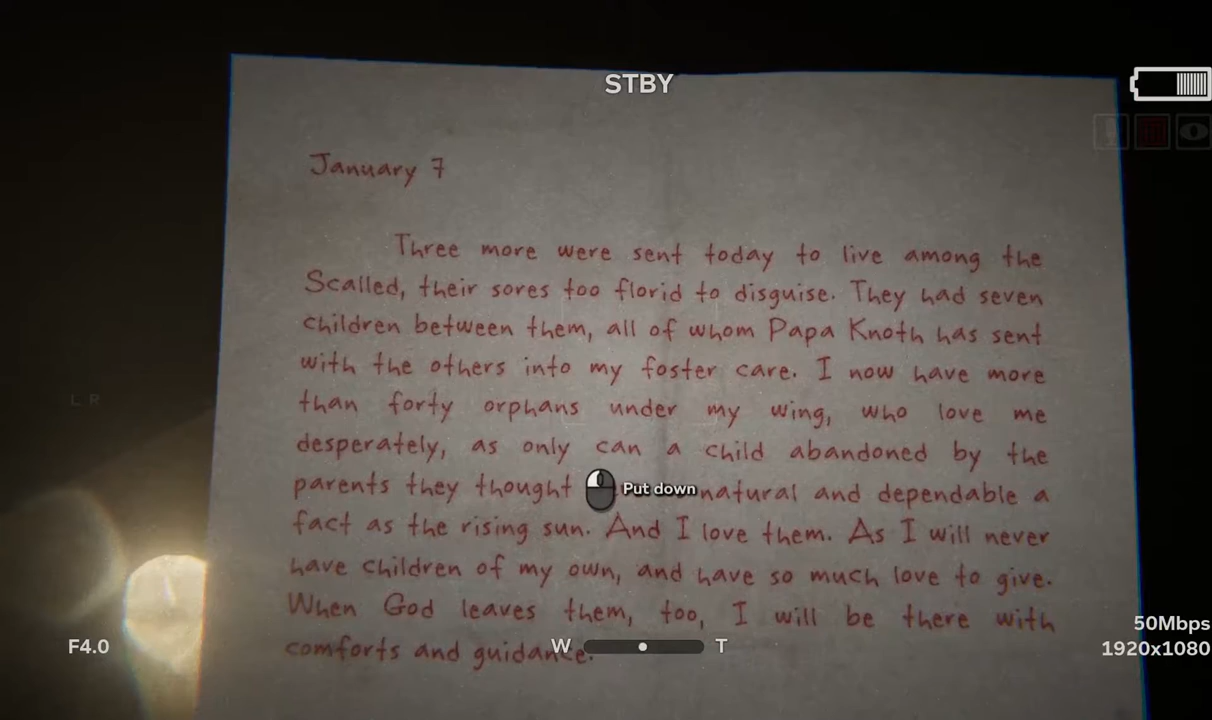 STBY
January 7
Three more were sent today to live among the
Scalled, their sores too florid to disguise. They had seven
children between them, all of whom Papa Knoth has sent
with the others into my foster care. I now have more
than forty orphans under my wing, who love me
desperately, as only can a child abandoned by the
parents they thought natural and dependable a
Put down
fact as the rising sun. And I love them. As I will never
have children of my own, and have so much love to give.
When God leaves them, too, I will be there with
comforts and guidance.
L R
F4.0
W T
50Mbps
1920x1080